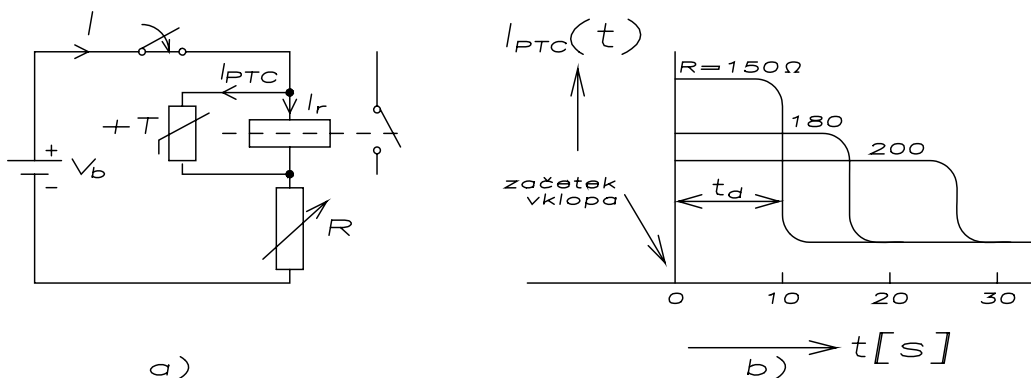 I
I_PTC
I_r
+T
+
V_b
−
R
a)
I_PTC(t)
R=150Ω
180
200
začetek
vklopa
t_d
0 10 20 30
t[s]
b)